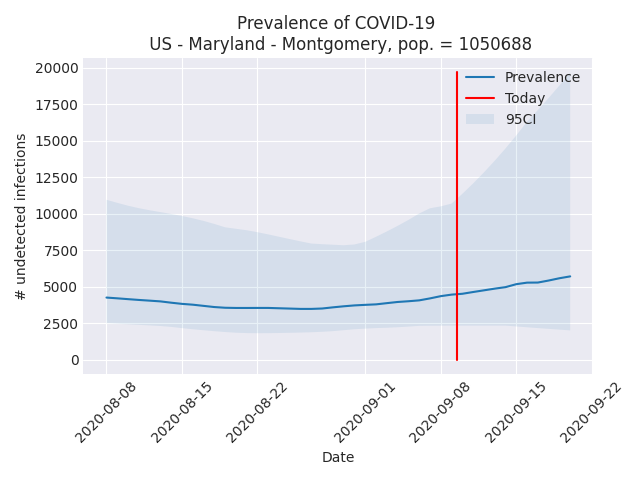 Prevalence of COVID-19
US - Maryland - Montgomery, pop. = 1050688
20000
17500
15000
12500
10000
7500
5000
2500
0
# undetected infections
Prevalence
Today
95CI
2020-08-08
2020-08-15
2020-08-22
2020-09-01
2020-09-08
2020-09-15
2020-09-22
Date